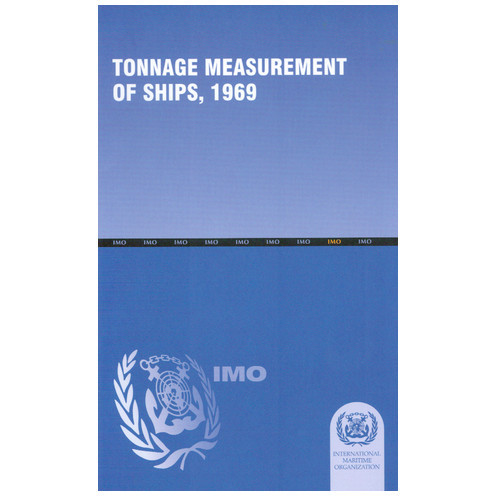 TONNAGE MEASUREMENT
OF SHIPS, 1969
IMO IMO IMO IMO IMO IMO IMO IMO IMO
IMO
INTERNATIONAL
MARITIME
ORGANIZATION